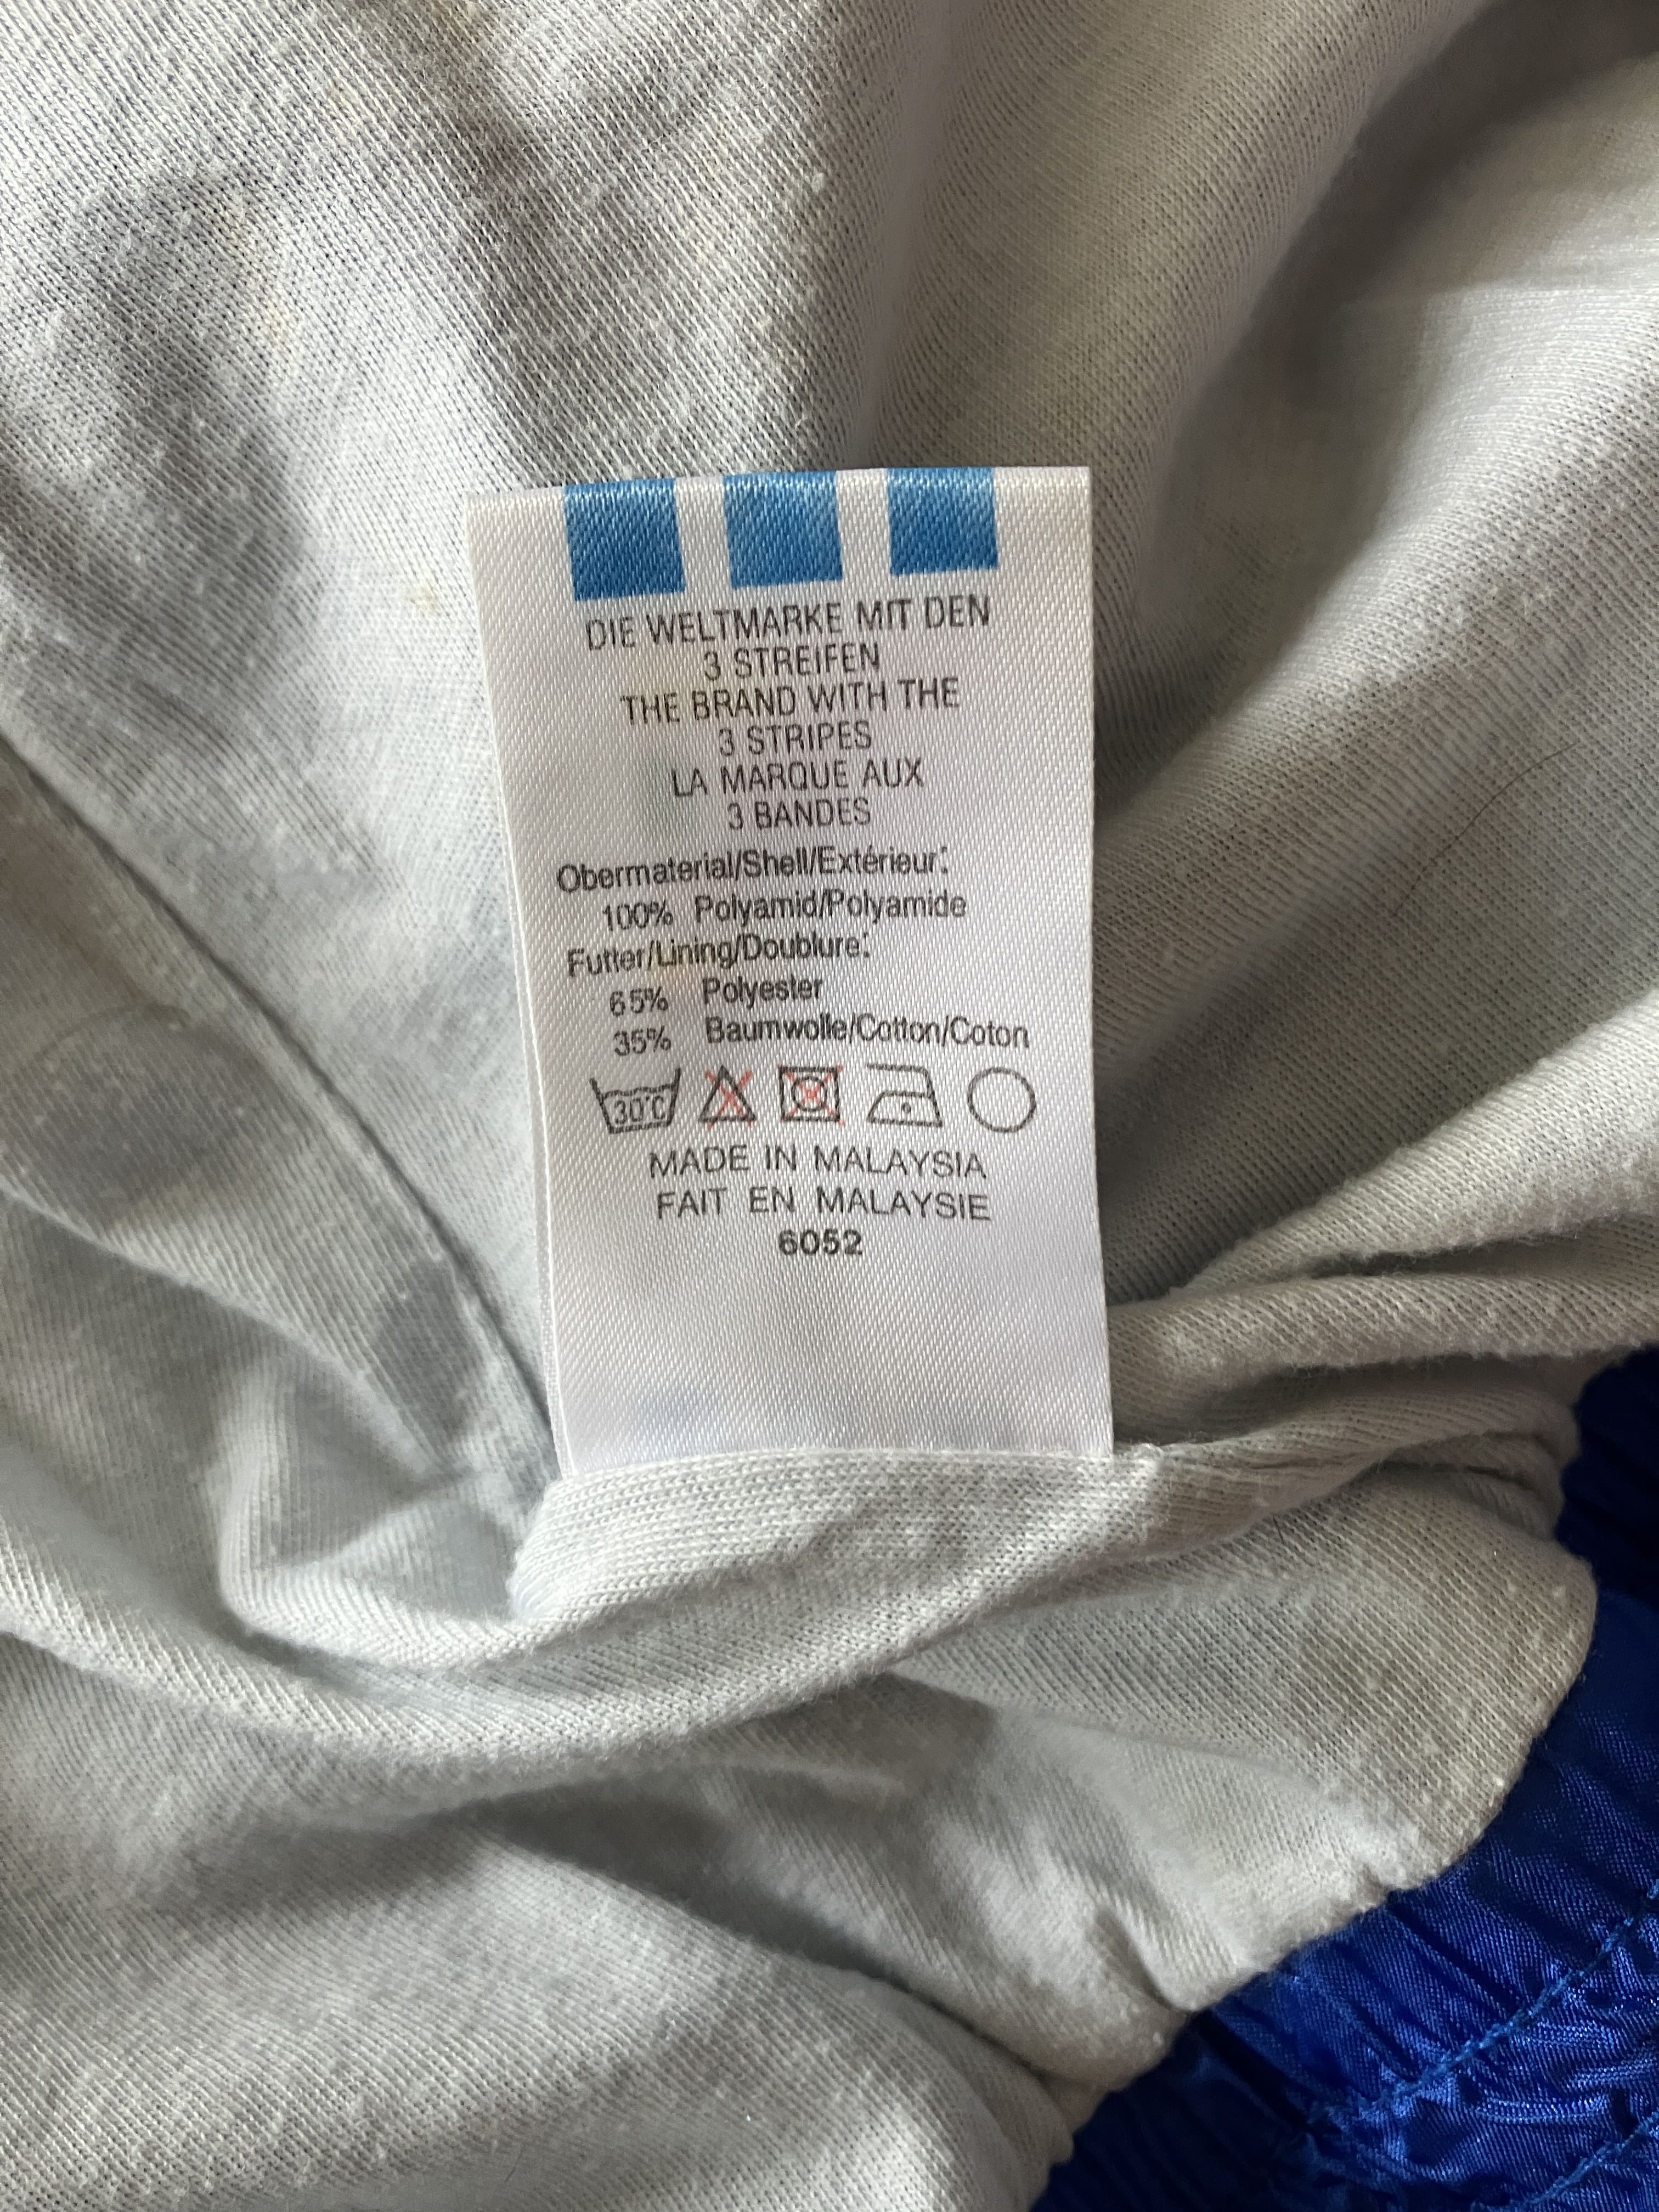 DIE WELTMARKE MIT DEN
3 STREIFEN
THE BRAND WITH THE
3 STRIPES
LA MARQUE AUX
3 BANDES
Obermaterial/Shell/Extérieur:
100% Polyamid/Polyamide
Futter/Lining/Doublure:
65% Polyester
35% Baumwolle/Cotton/Coton
30°C
MADE IN MALAYSIA
FAIT EN MALAYSIE
6052